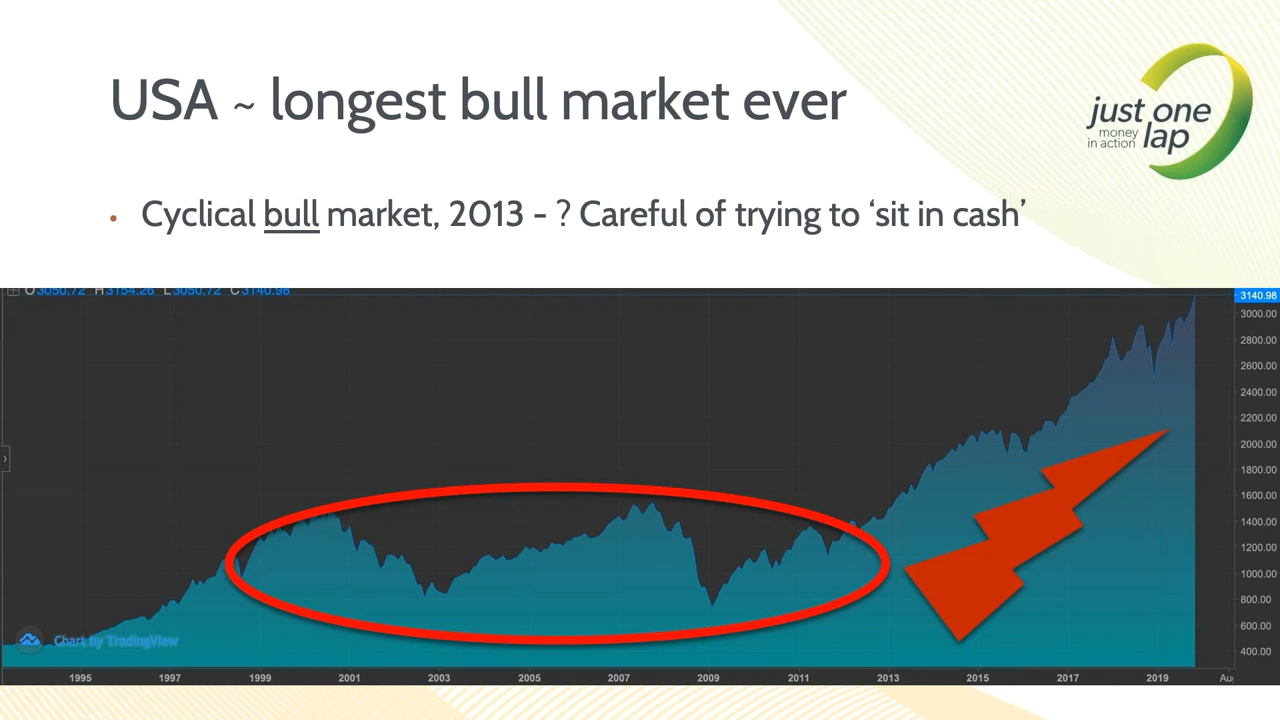 USA ~ longest bull market ever
just one
money
in action
lap
• Cyclical bull market, 2013 - ? Careful of trying to ‘sit in cash’
O3050.72 H3154.26 L3050.72 C3140.98
3140.98
3000.00
2800.00
2600.00
2400.00
2200.00
2000.00
1800.00
1600.00
1400.00
1200.00
1000.00
800.00
600.00
400.00
Chart by TradingView
1995 1997 1999 2001 2003 2005 2007 2009 2011 2013 2015 2017 2019